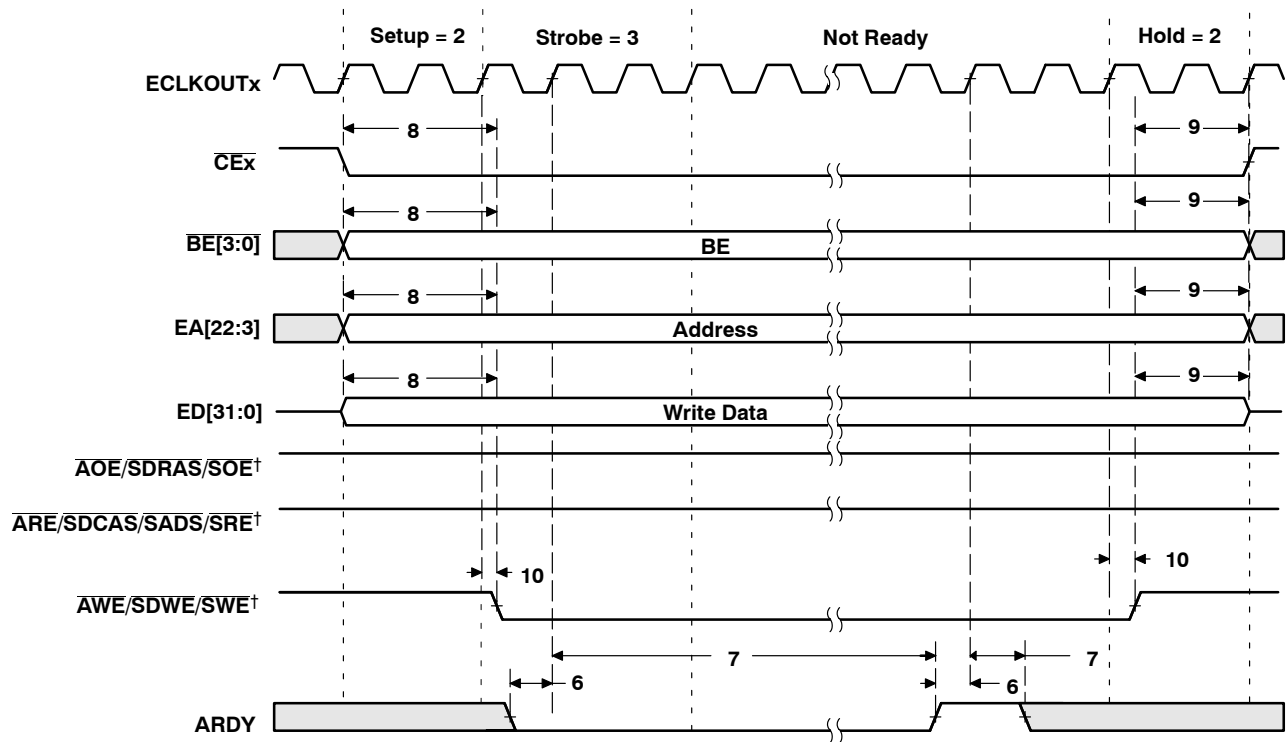 Setup = 2 Strobe = 3 Not Ready Hold = 2
ECLKOUTx
8 9
CEx
8 9
BE[3:0] BE
8 9
EA[22:3] Address
8 9
ED[31:0] Write Data
AOE/SDRAS/SOE†
ARE/SDCAS/SADS/SRE†
10 10
AWE/SDWE/SWE†
7 7
6 6
ARDY